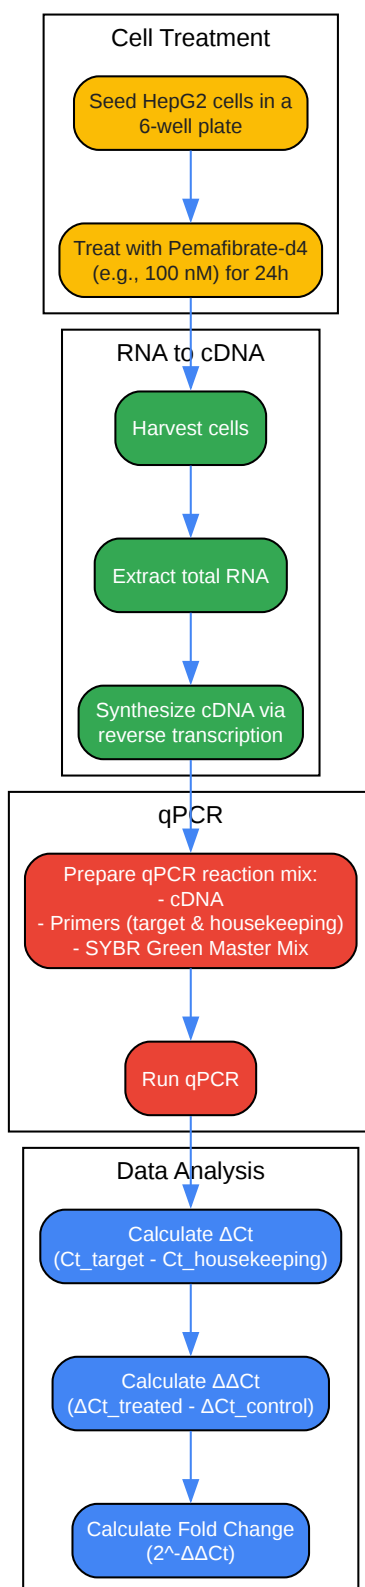 Cell Treatment
Seed HepG2 cells in a
6-well plate
Treat with Pemafibrate-d4
(e.g., 100 nM) for 24h
RNA to cDNA
Harvest cells
Extract total RNA
Synthesize cDNA via
reverse transcription
qPCR
Prepare qPCR reaction mix:
- cDNA
- Primers (target & housekeeping)
- SYBR Green Master Mix
Run qPCR
Data Analysis
Calculate ΔCt
(Ct_target - Ct_housekeeping)
Calculate ΔΔCt
(ΔCt_treated - ΔCt_control)
Calculate Fold Change
(2^-ΔΔCt)